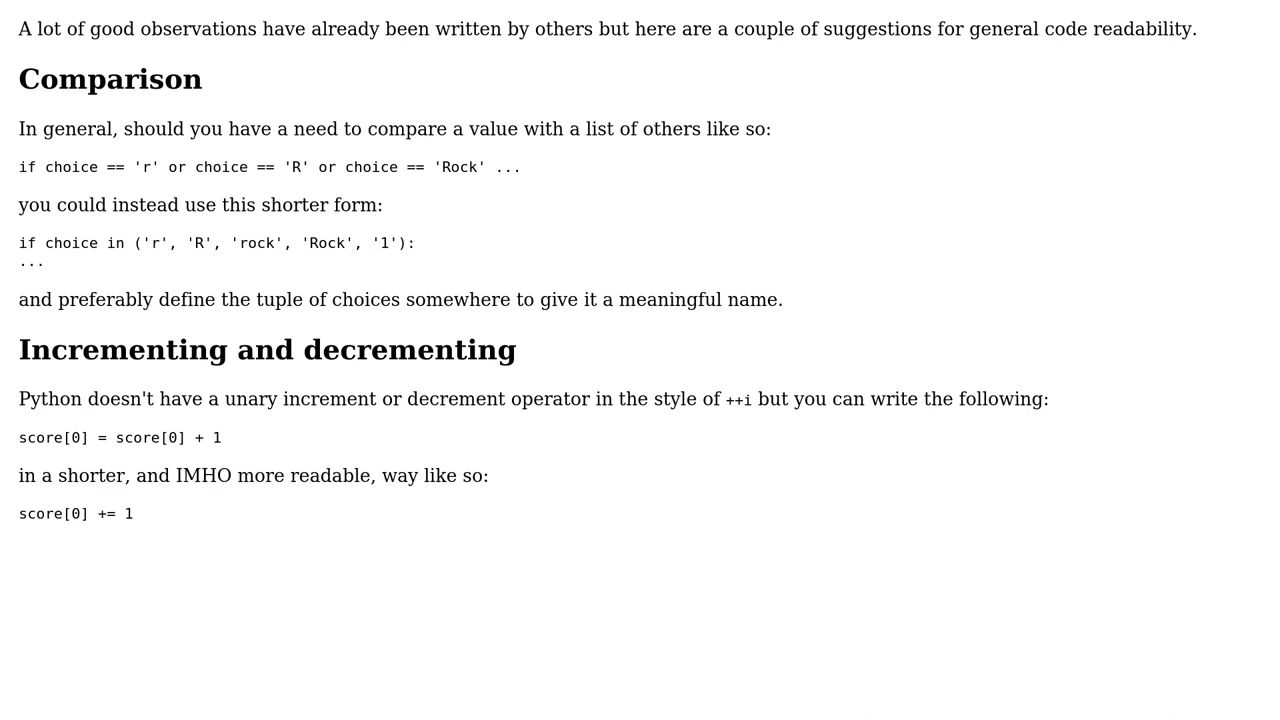 A lot of good observations have already been written by others but here are a couple of suggestions for general code readability.
Comparison
In general, should you have a need to compare a value with a list of others like so:
if choice == 'r' or choice == 'R' or choice == 'Rock' ...
you could instead use this shorter form:
if choice in ('r', 'R', 'rock', 'Rock', '1'):
...
and preferably define the tuple of choices somewhere to give it a meaningful name.
Incrementing and decrementing
Python doesn't have a unary increment or decrement operator in the style of ++i but you can write the following:
score[0] = score[0] + 1
in a shorter, and IMHO more readable, way like so:
score[0] += 1